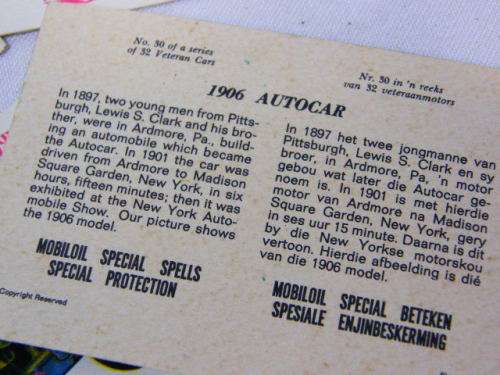 No. 30 of a series
of 32 Veteran Cars
Nr. 30 in 'n reeks
van 32 veteraanmotors
1906 AUTOCAR
In 1897, two young men from Pitts-
burgh, Lewis S. Clark and his bro-
ther, were in Ardmore, Pa., build-
ing an automobile which became
the Autocar. In 1901 the car was
driven from Ardmore to Madison
Square Garden, New York, in six
hours, fifteen minutes; then it was
exhibited at the New York Auto-
mobile Show. Our picture shows
the 1906 model.
MOBILOIL SPECIAL SPELLS
SPECIAL PROTECTION
Copyright Reserved
In 1897 het twee jongmanne van
Pittsburgh, Lewis S. Clark en sy
broer, in Ardmore, Pa, 'n motor
gebou wat later die Autocar ge-
noem is. In 1901 is met hierdie
motor van Ardmore na Madison
Square Garden, New York, gery
in ses uur 15 minute. Daarna is dit
by die New Yorkse motorskou
vertoon. Hierdie afbeelding is dié
van die 1906 model.
MOBILOIL SPECIAL BETEKEN
SPESIALE ENJINBESKERMING